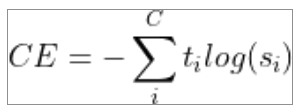 CE = -\sum_{i}^{C} t_i log(s_i)